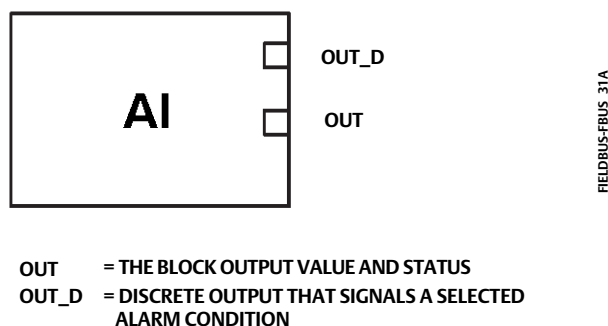 OUT_D
AI
OUT
FIELDBUS-FBUS_31A
OUT = THE BLOCK OUTPUT VALUE AND STATUS
OUT_D = DISCRETE OUTPUT THAT SIGNALS A SELECTED
ALARM CONDITION